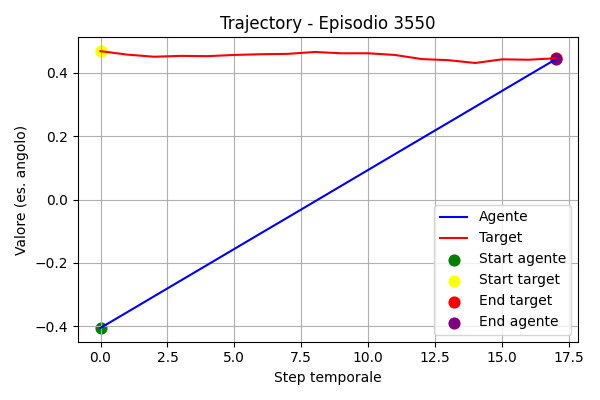 Trajectory - Episodio 3550
Valore (es. angolo)
0.4
0.2
0.0
−0.2
−0.4
0.0 2.5 5.0 7.5 10.0 12.5 15.0 17.5
Step temporale
Agente
Target
Start agente
Start target
End target
End agente